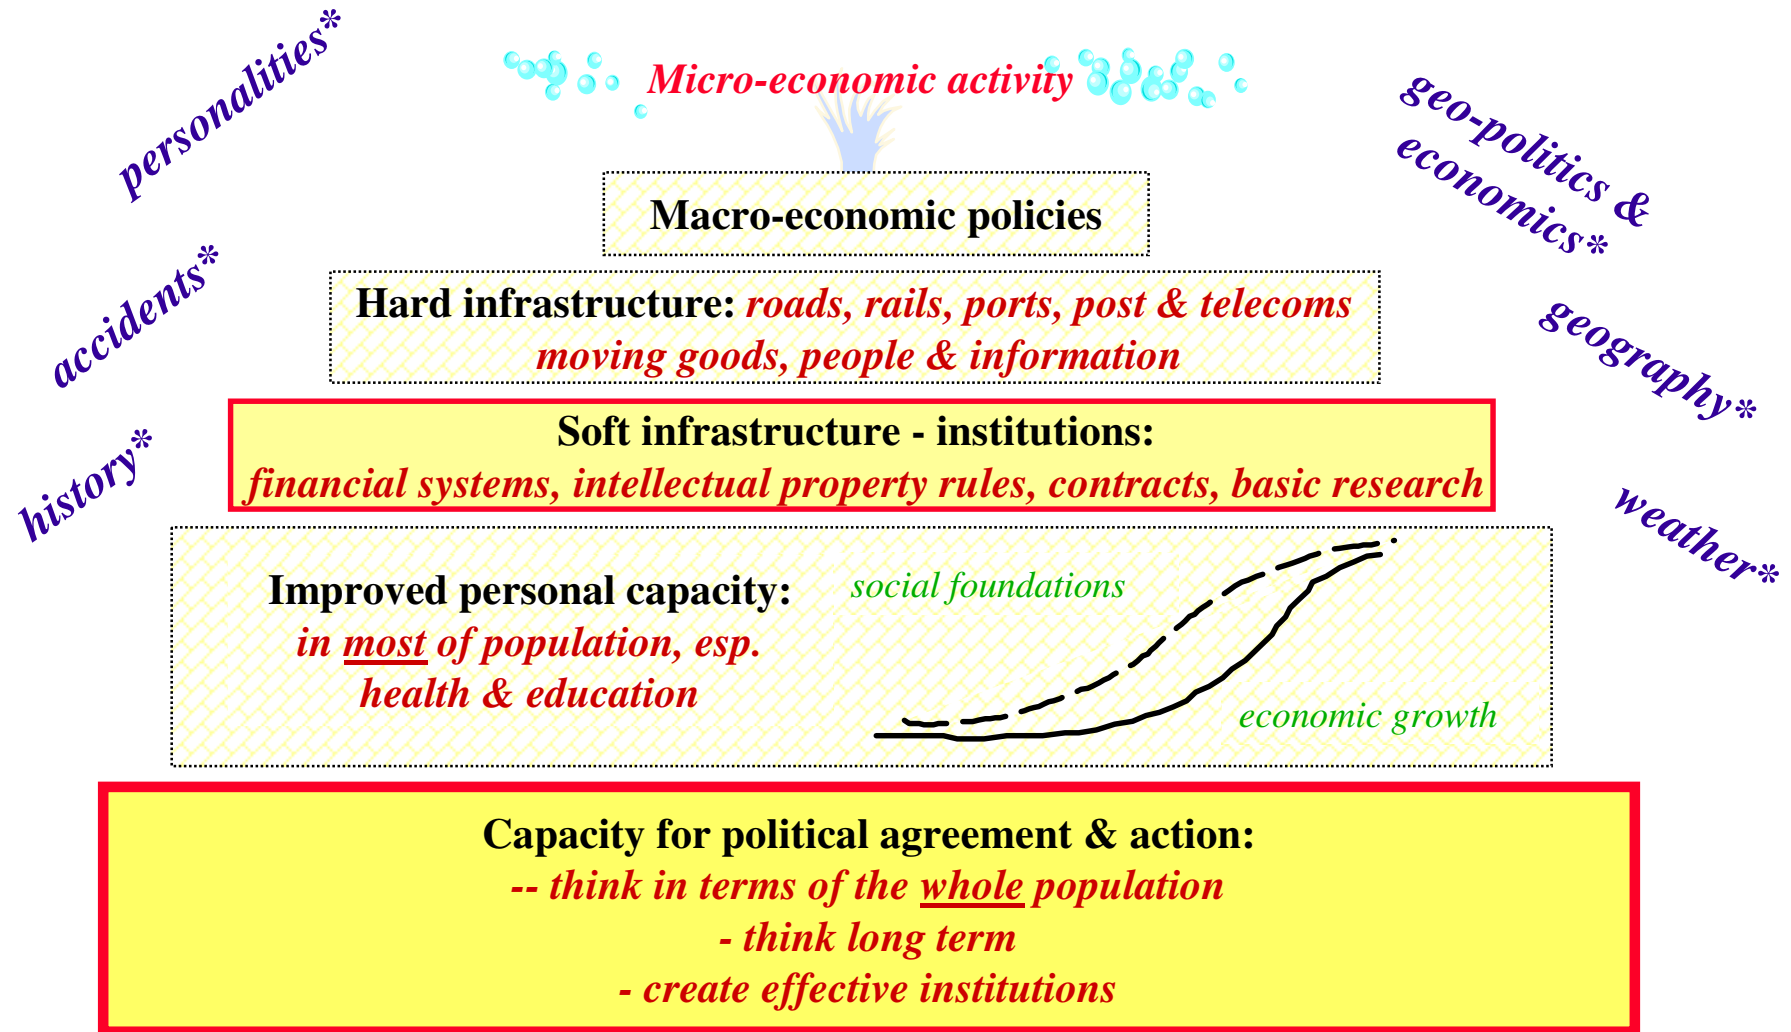 personalities*
Micro-economic activity
geo-politics &
economics*
Macro-economic policies
accidents*
Hard infrastructure: roads, rails, ports, post & telecoms
moving goods, people & information
geography*
Soft infrastructure - institutions:
financial systems, intellectual property rules, contracts, basic research
history*
weather*
Improved personal capacity:
in most of population, esp.
health & education
social foundations
economic growth
Capacity for political agreement & action:
-- think in terms of the whole population
- think long term
- create effective institutions